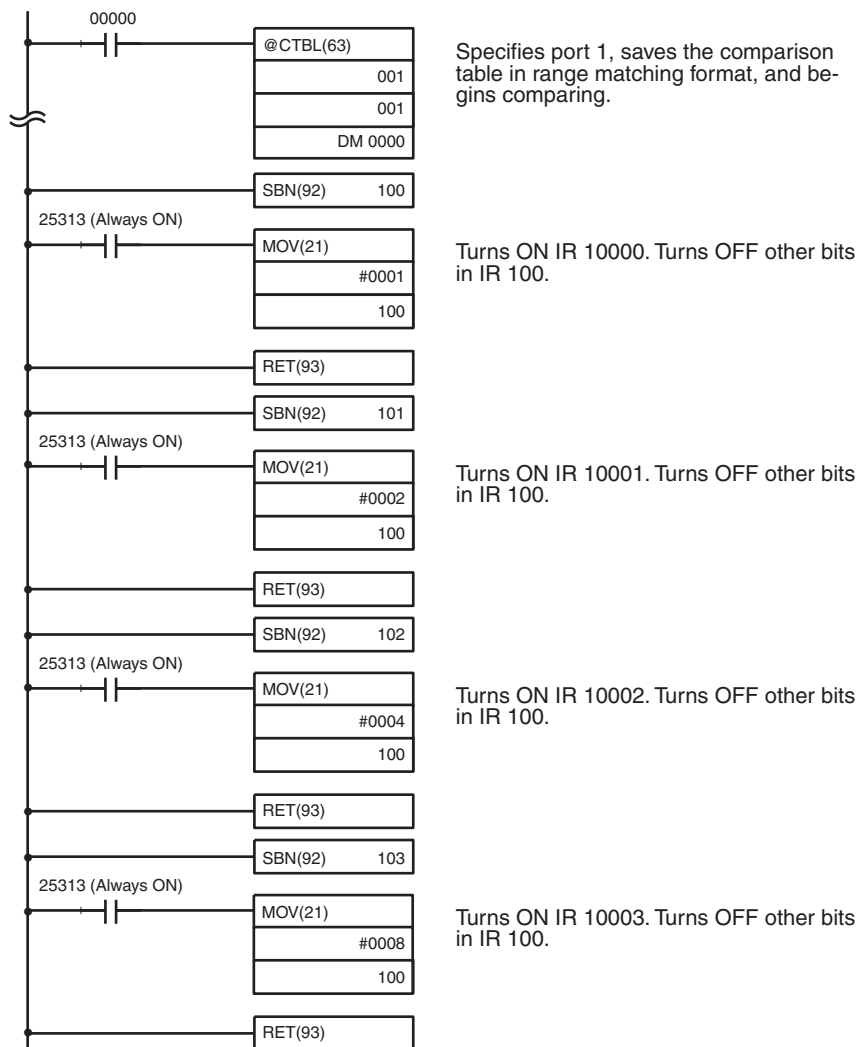 00000
@CTBL(63)
001
001
DM 0000
Specifies port 1, saves the comparison
table in range matching format, and be-
gins comparing.
SBN(92) 100
25313 (Always ON)
MOV(21)
#0001
100
Turns ON IR 10000. Turns OFF other bits
in IR 100.
RET(93)
SBN(92) 101
25313 (Always ON)
MOV(21)
#0002
100
Turns ON IR 10001. Turns OFF other bits
in IR 100.
RET(93)
SBN(92) 102
25313 (Always ON)
MOV(21)
#0004
100
Turns ON IR 10002. Turns OFF other bits
in IR 100.
RET(93)
SBN(92) 103
25313 (Always ON)
MOV(21)
#0008
100
Turns ON IR 10003. Turns OFF other bits
in IR 100.
RET(93)